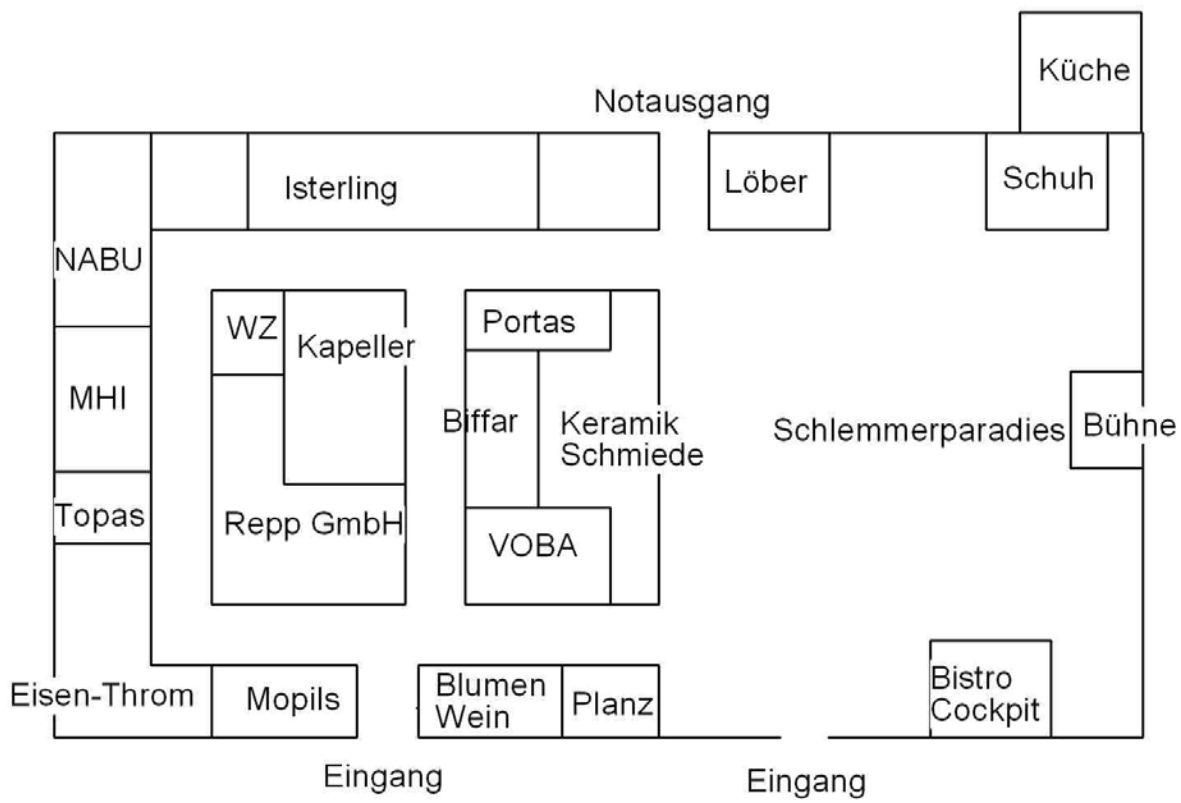 Küche
Notausgang
Isterling
Löber
Schuh
NABU
WZ
Kapeller
Portas
MHI
Biffar
Keramik
Schmiede
Schlemmerparadies
Bühne
Topas
Repp GmbH
VOBA
Eisen-Throm
Mopils
Blumen
Wein
Planz
Bistro
Cockpit
Eingang
Eingang